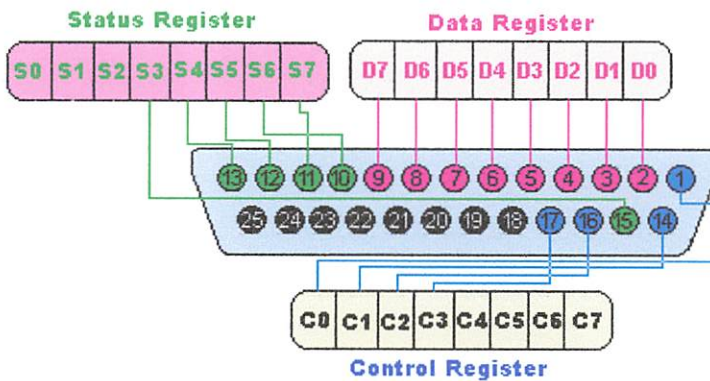 Status Register
Data Register
S0 S1 S2 S3 S4 S5 S6 S7
D7 D6 D5 D4 D3 D2 D1 D0
13 12 11 10 9 8 7 6 5 4 3 2 1
25 24 23 22 21 20 19 18 17 16 15 14
C0 C1 C2 C3 C4 C5 C6 C7
Control Register